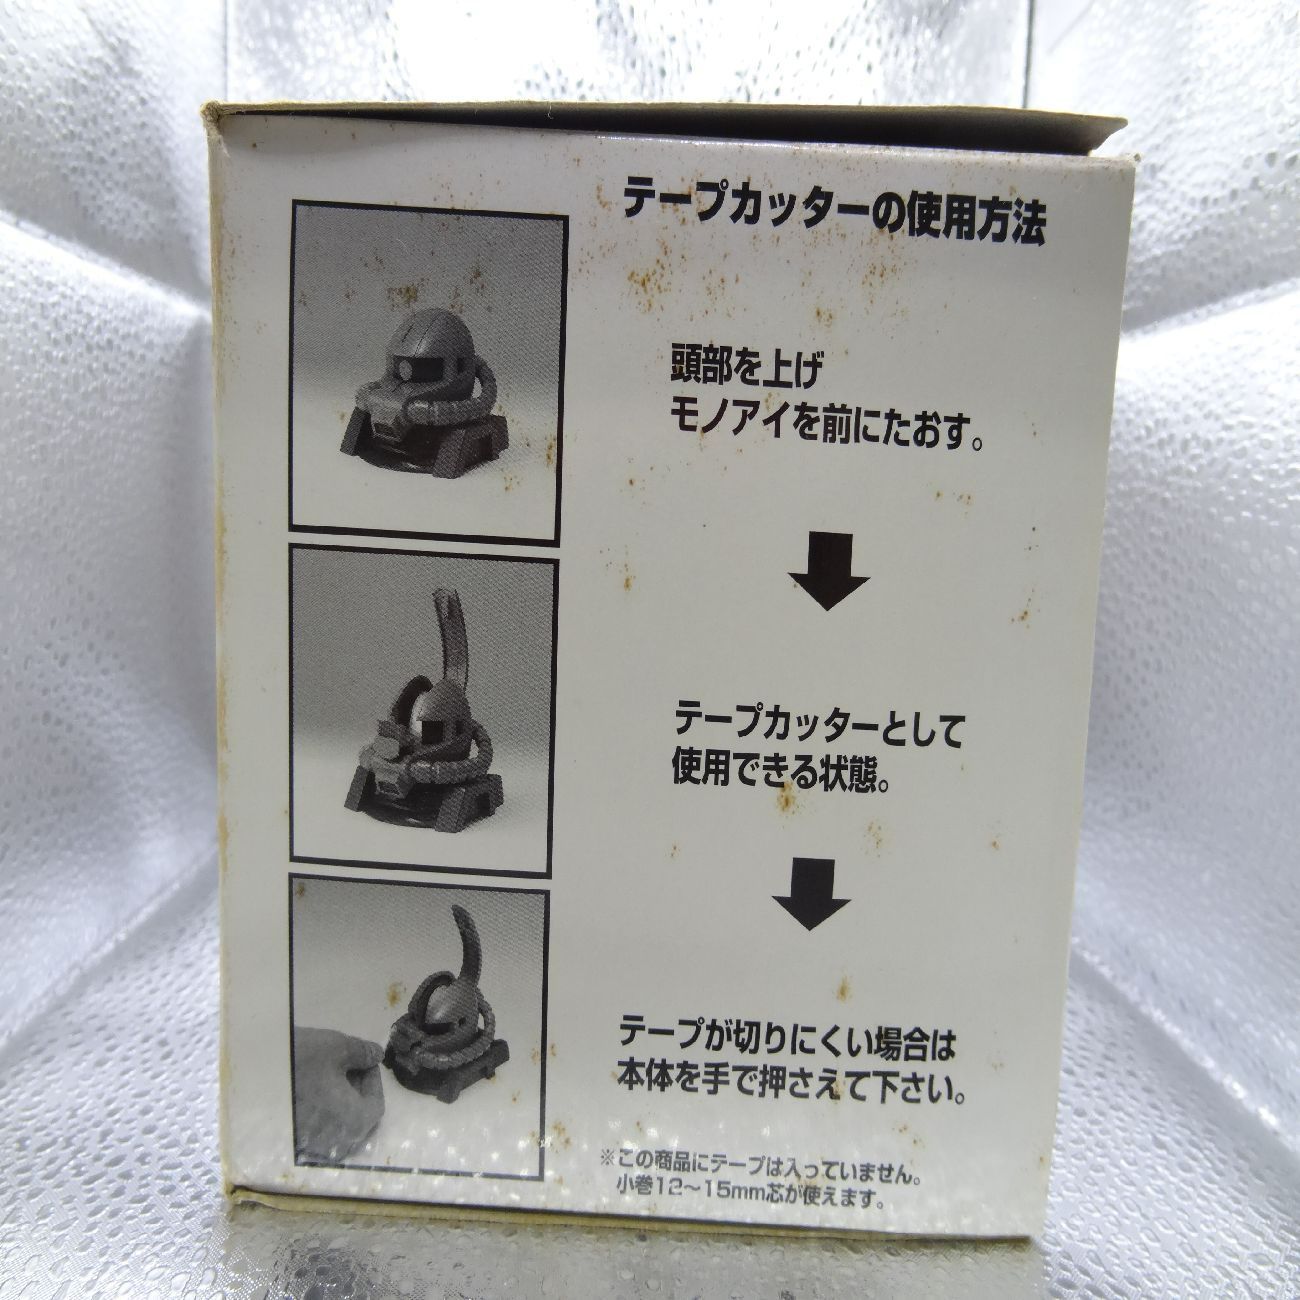 テープカッターの使用方法
頭部を上げ
モノアイを前にたおす。
テープカッターとして
使用できる状態。
テープが切りにくい場合は
本体を手で押さえて下さい。
※この商品にテープは入っていません。
小巻12〜15mm芯が使えます。